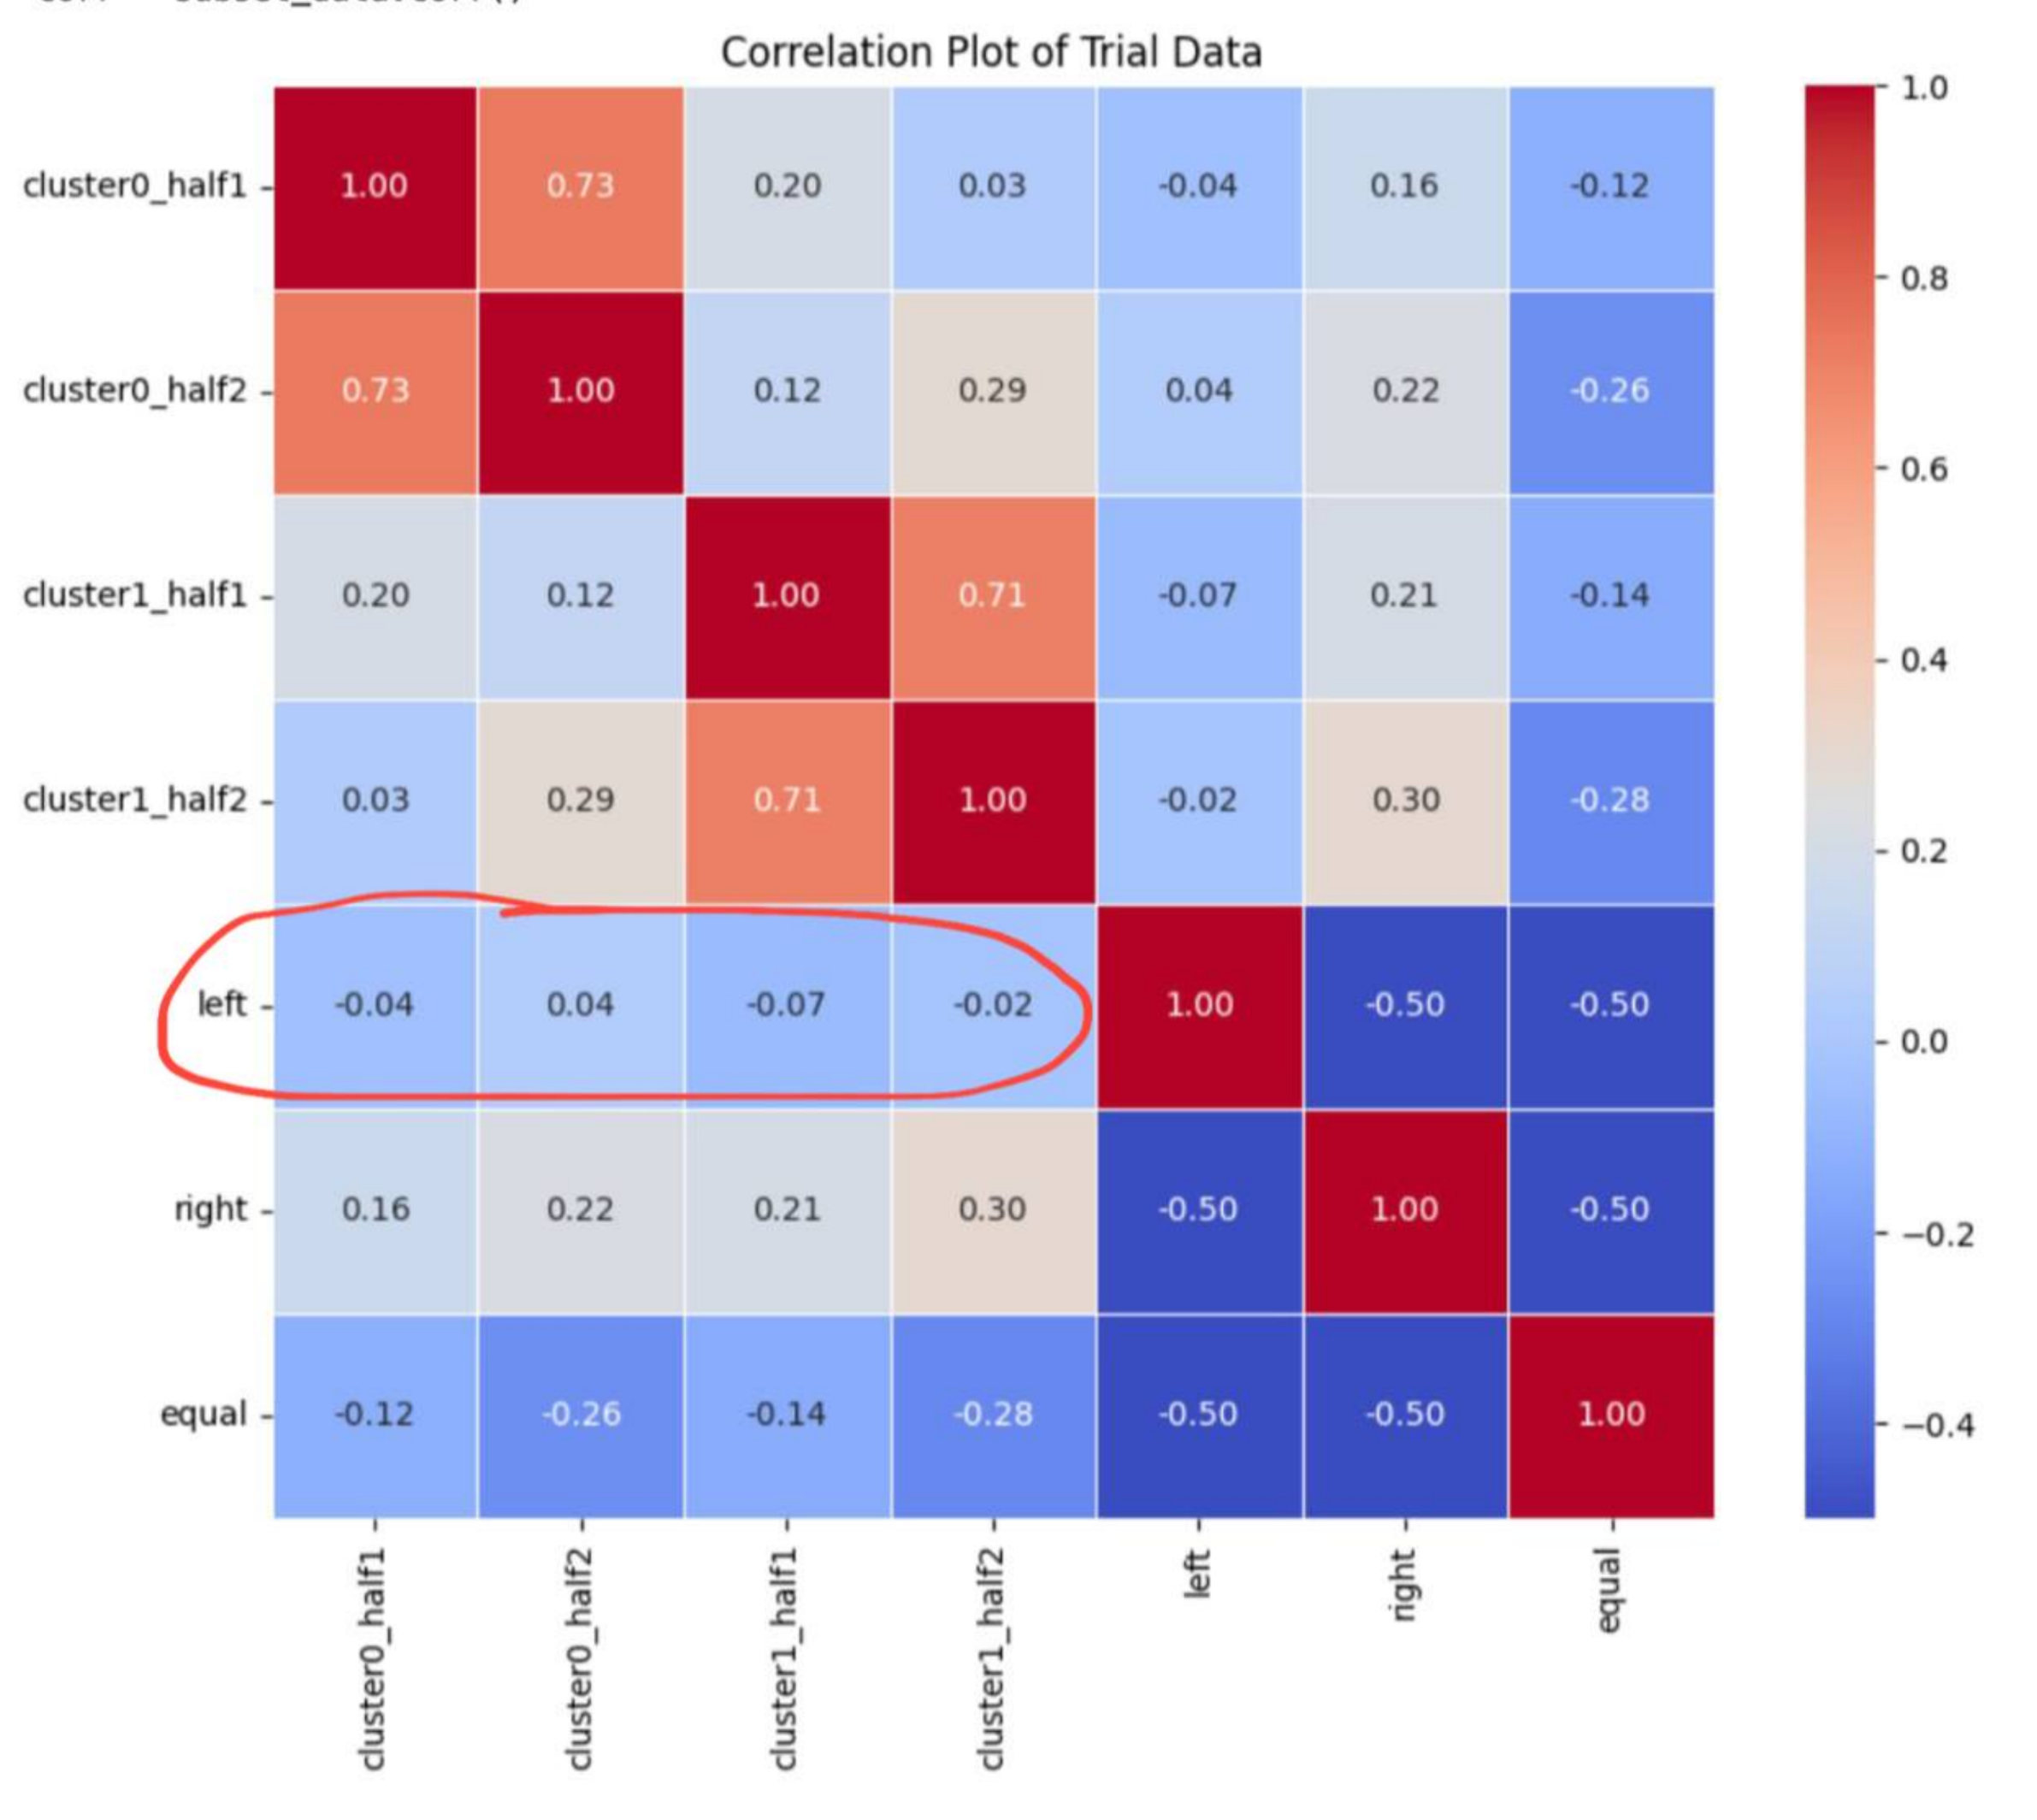 Correlation Plot of Trial Data
cluster0_half1 1.00 0.73 0.20 0.03 -0.04 0.16 -0.12
cluster0_half2 0.73 1.00 0.12 0.29 0.04 0.22 -0.26
cluster1_half1 0.20 0.12 1.00 0.71 -0.07 0.21 -0.14
cluster1_half2 0.03 0.29 0.71 1.00 -0.02 0.30 -0.28
left -0.04 0.04 -0.07 -0.02 1.00 -0.50 -0.50
right 0.16 0.22 0.21 0.30 -0.50 1.00 -0.50
equal -0.12 -0.26 -0.14 -0.28 -0.50 -0.50 1.00
cluster0_half1
cluster0_half2
cluster1_half1
cluster1_half2
left
right
equal
1.0
0.8
0.6
0.4
0.2
0.0
−0.2
−0.4